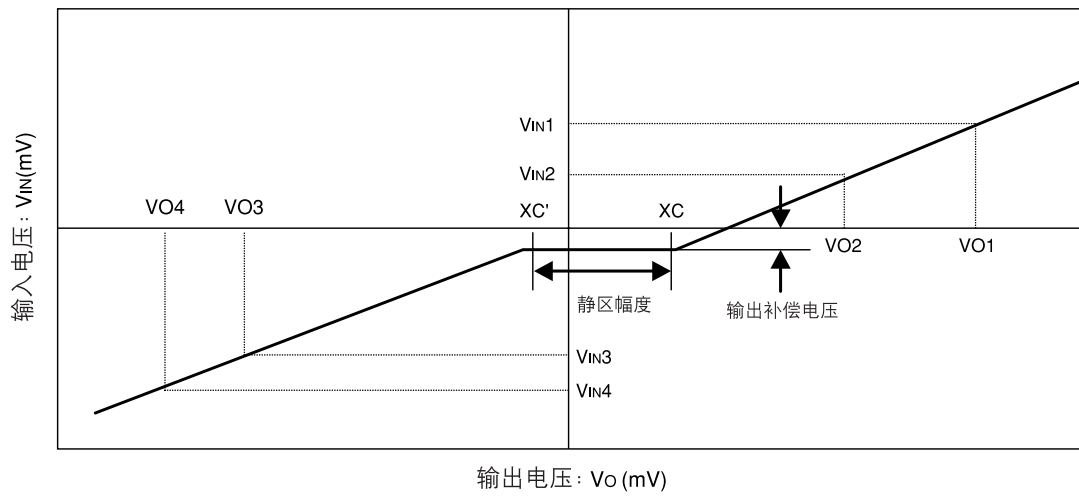 VIN1
VIN2
VO4
VO3
XC'
XC
VO2
VO1
静区幅度
输出补偿电压
VIN3
VIN4
输入电压：VIN(mV)
输出电压：VO (mV)